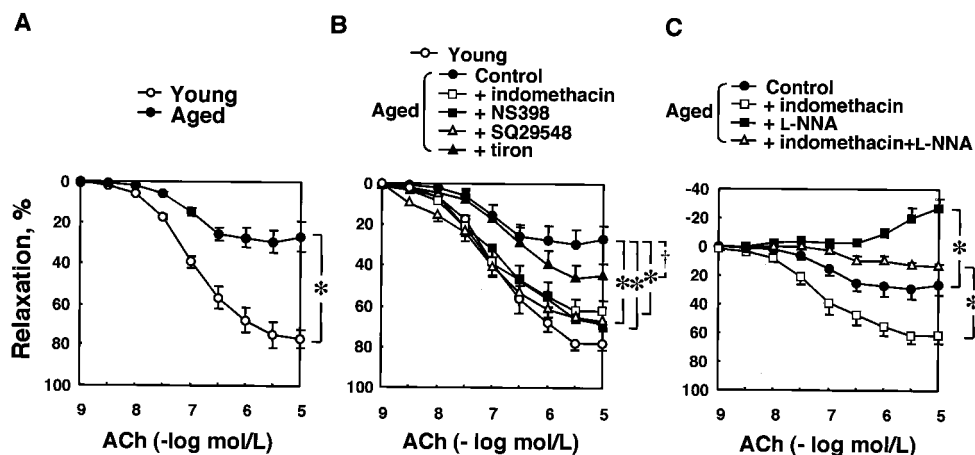 A
Young
Aged
0
20
40
60
80
100
Relaxation, %
*
9 8 7 6 5
ACh (-log mol/L)
B
Young
Aged
Control
+ indomethacin
+ NS398
+ SQ29548
+ tiron
0
20
40
60
80
100
* * * †
9 8 7 6 5
ACh (- log mol/L)
C
Aged
Control
+ indomethacin
+ L-NNA
+ indomethacin+L-NNA
-40
-20
0
20
40
60
80
100
*
*
9 8 7 6 5
ACh (- log mol/L)